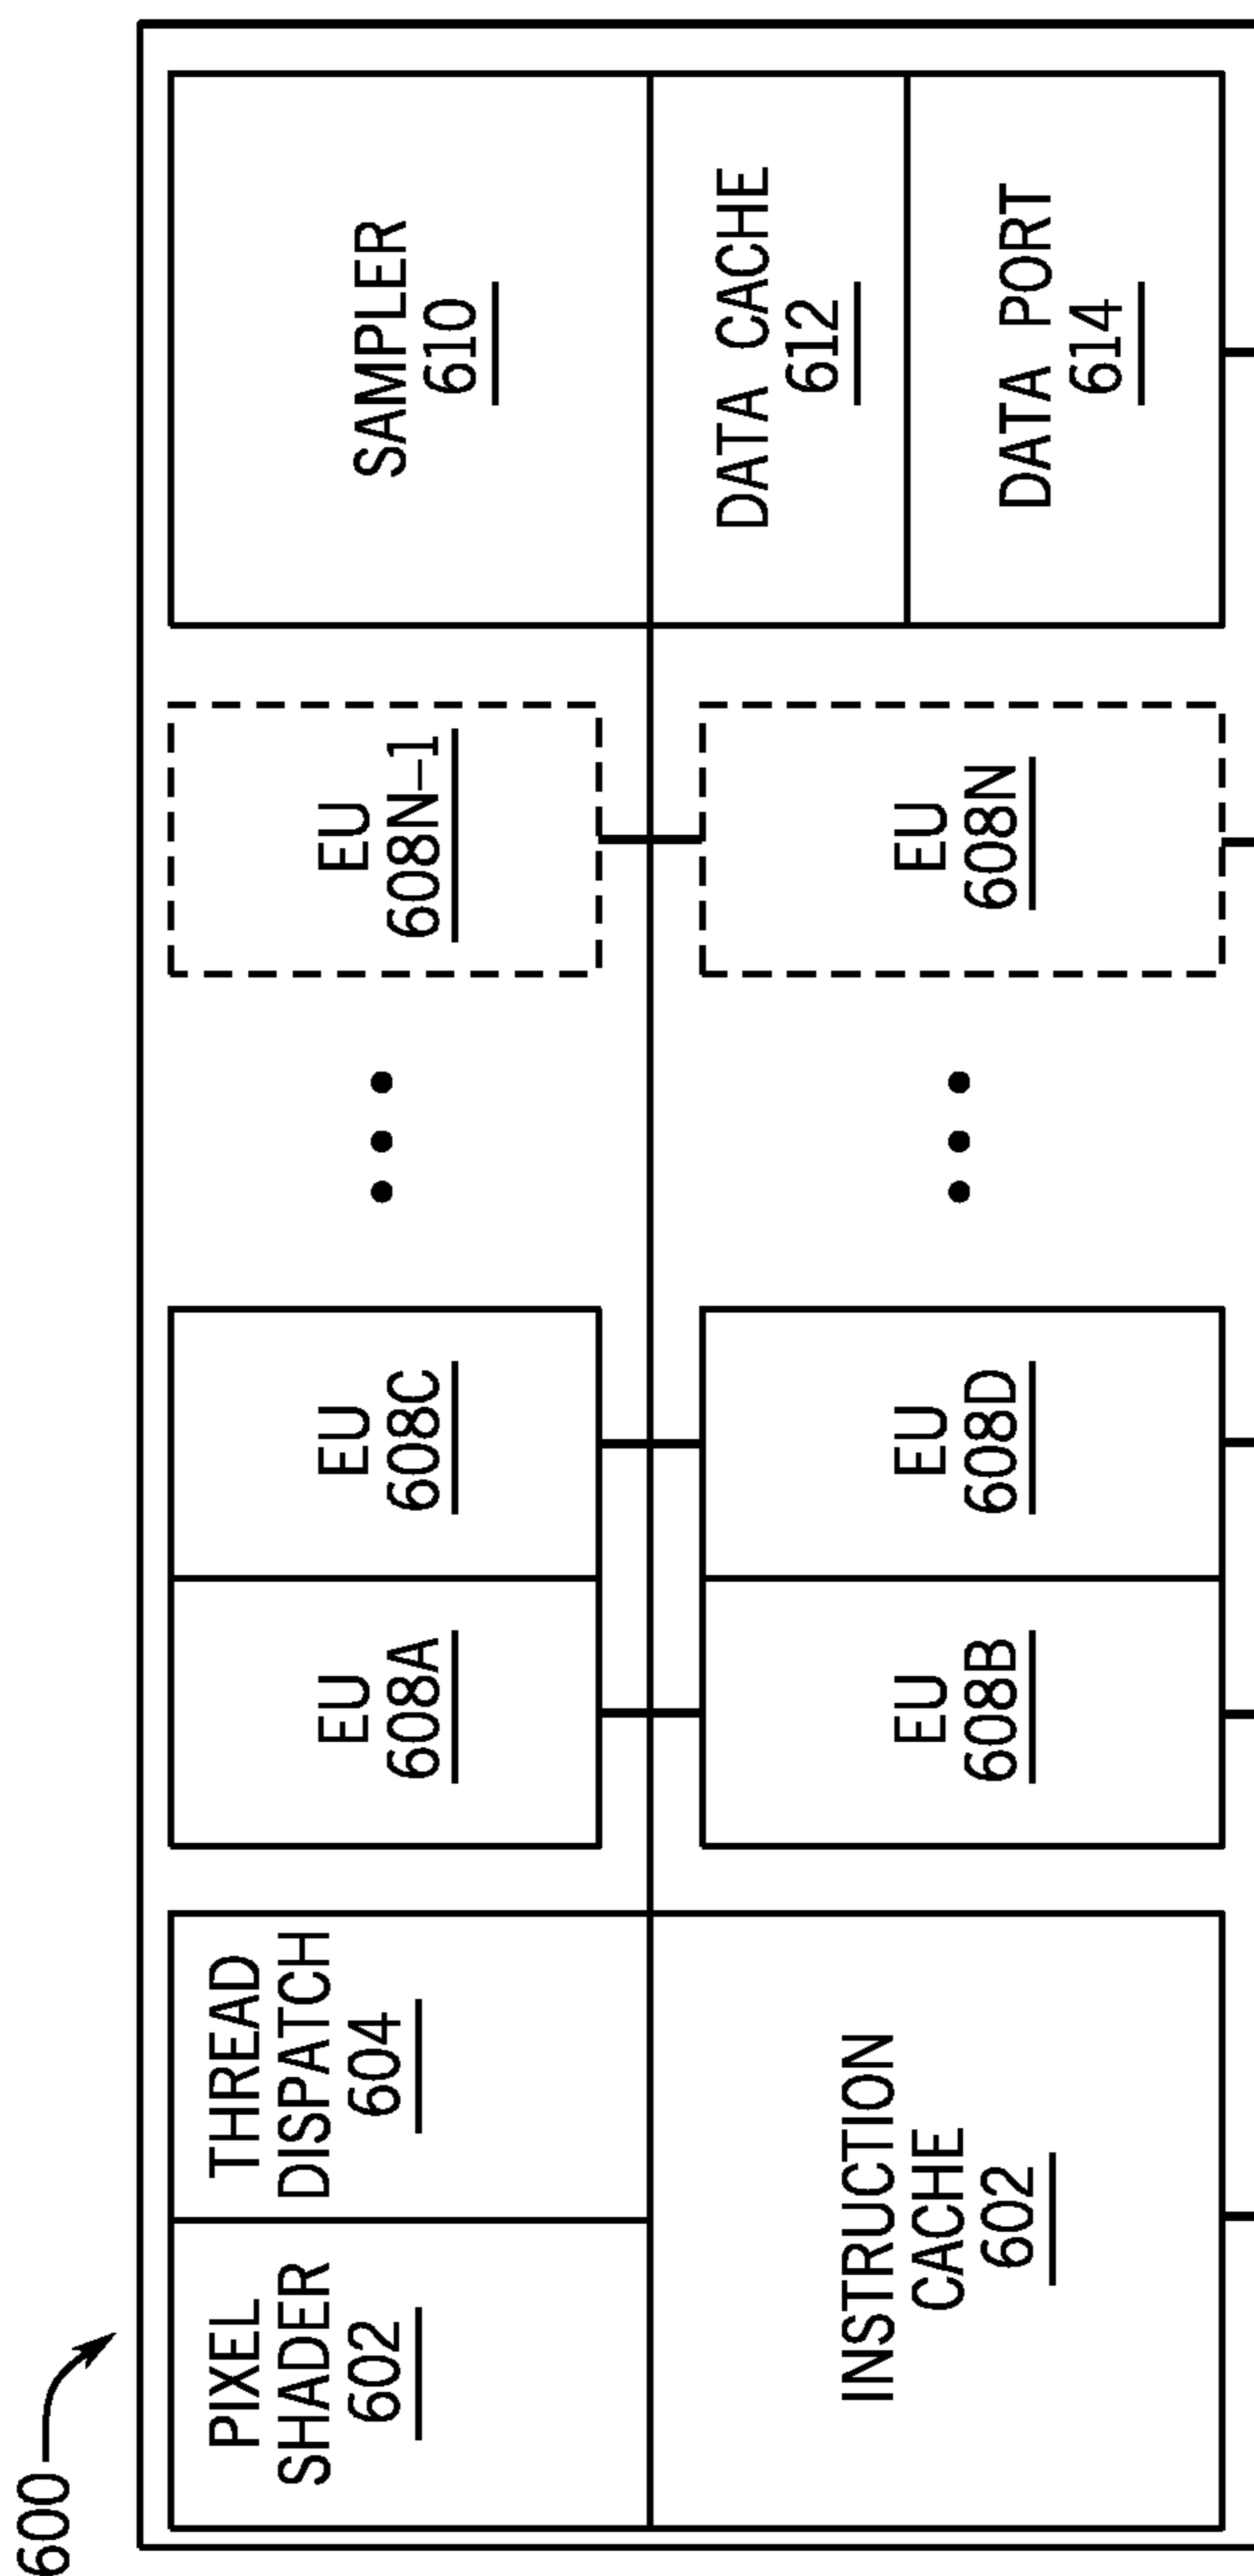 600
PIXEL
SHADER
602
THREAD
DISPATCH
604
INSTRUCTION
CACHE
602
EU
608A
EU
608C
EU
608B
EU
608D
EU
608N-1
EU
608N
SAMPLER
610
DATA CACHE
612
DATA PORT
614